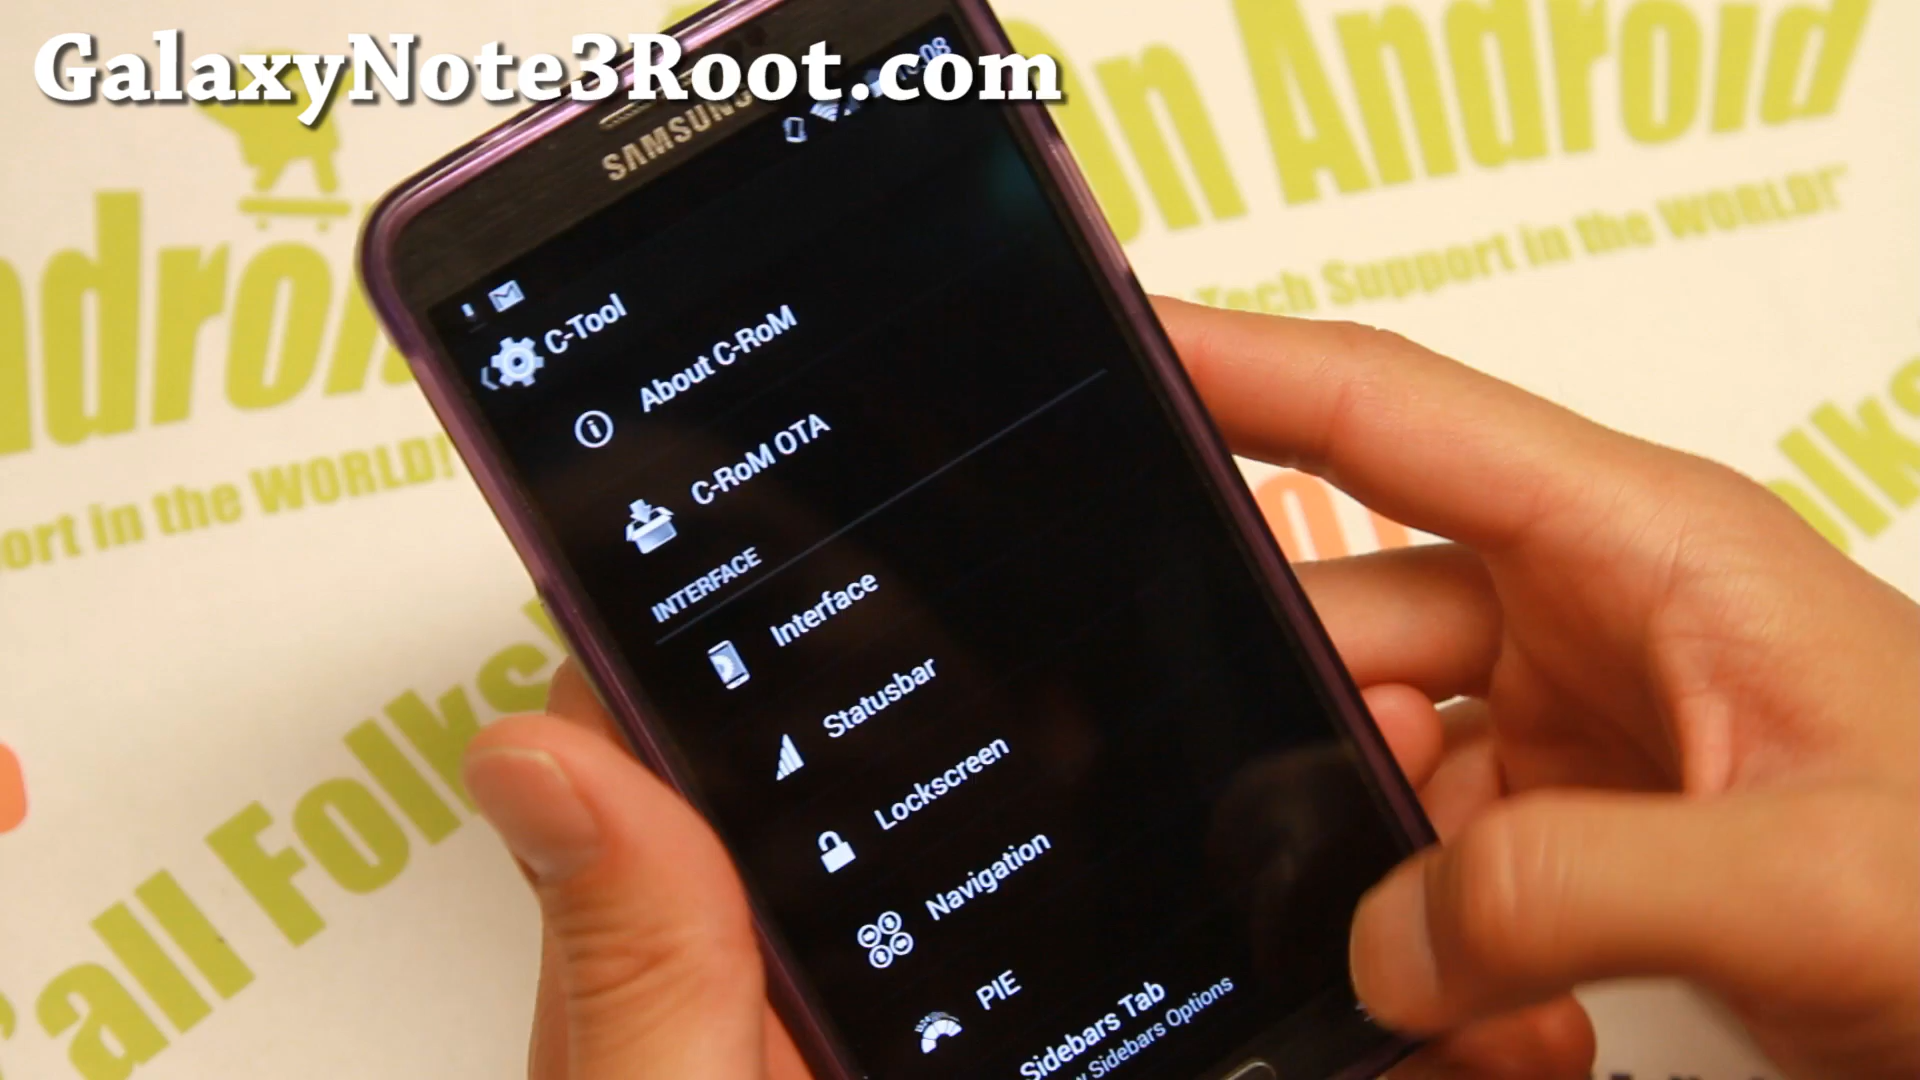 GalaxyNote3Root.com
SAMSUNG
C-Tool
About C-RoM
C-RoM OTA
INTERFACE
Interface
Statusbar
Lockscreen
Navigation
PIE
Sidebars Tab
Sidebars Options
On Android
Tech Support in the WORLD!
ort in the WORLD!
all Folks!